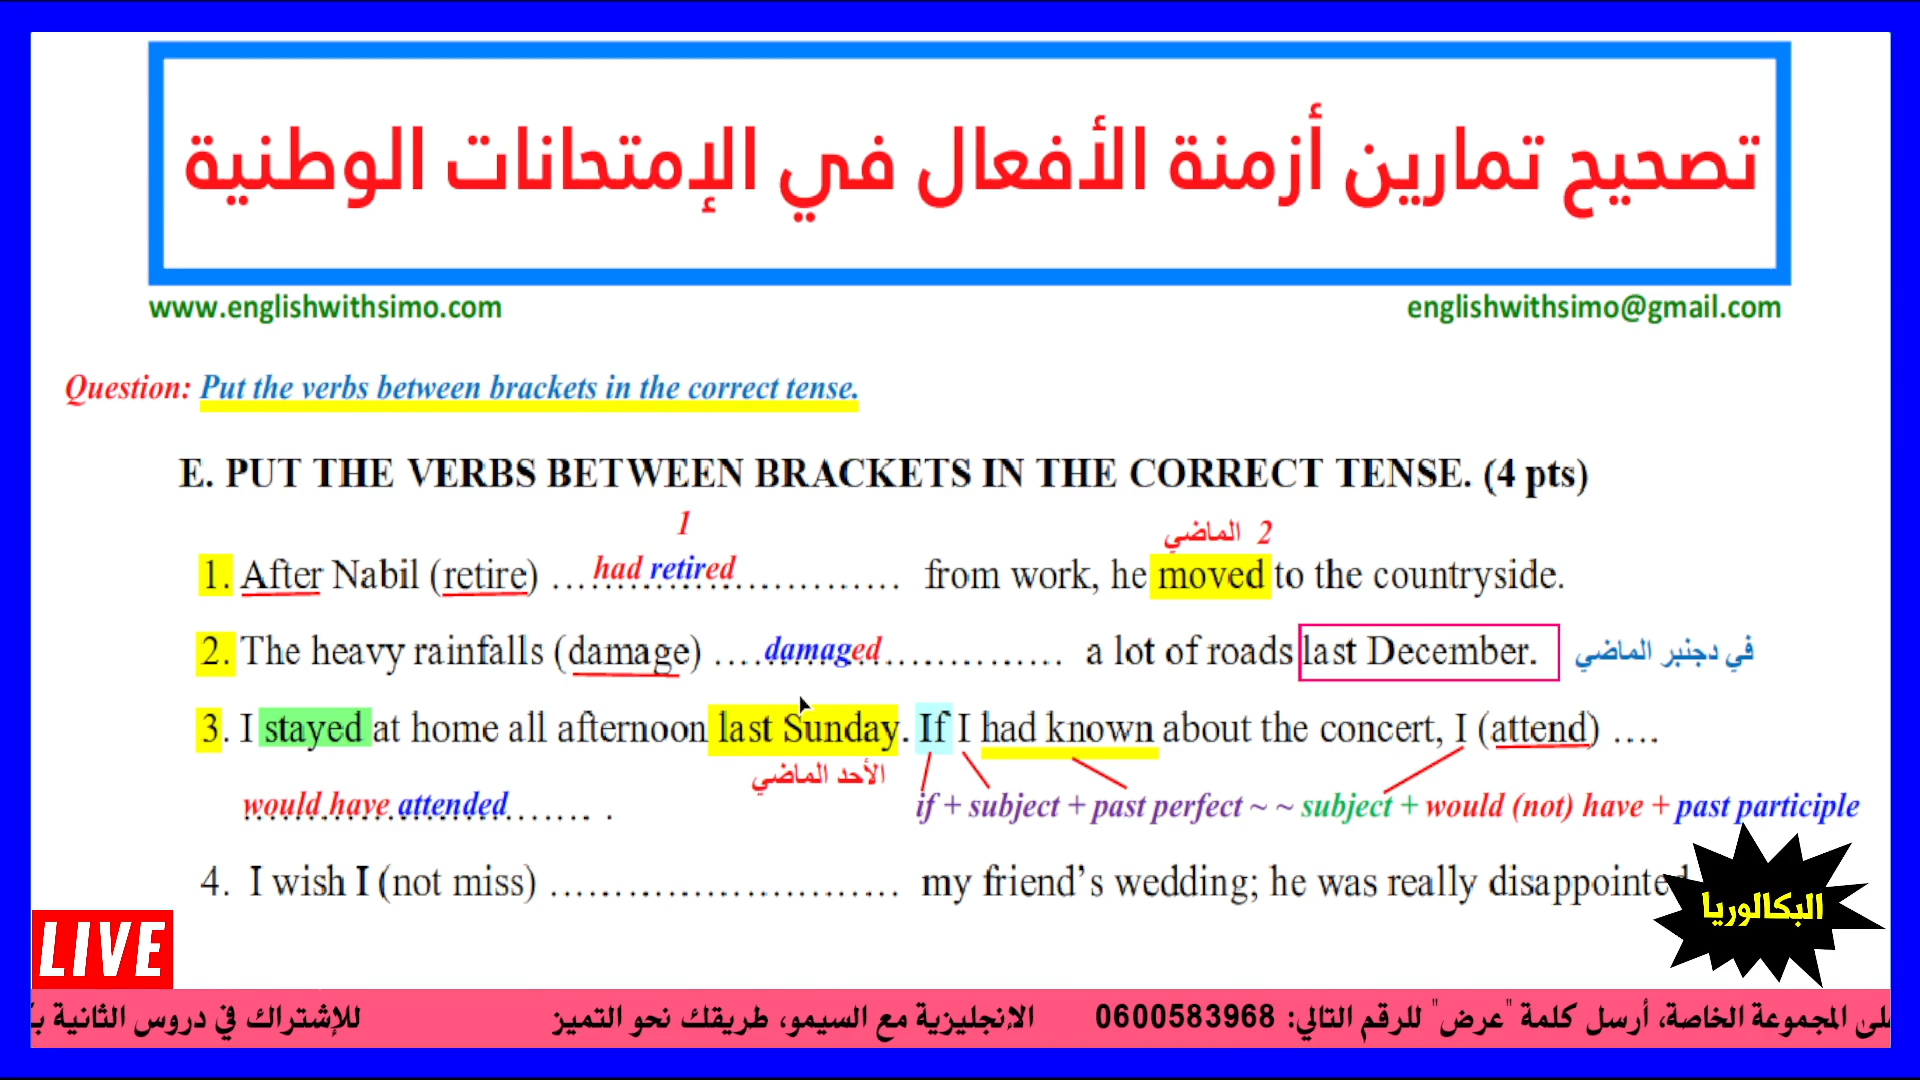 تصحيح تمارين أزمنة الأفعال في الإمتحانات الوطنية
www.englishwithsimo.com englishwithsimo@gmail.com
Question: Put the verbs between brackets in the correct tense.
E. PUT THE VERBS BETWEEN BRACKETS IN THE CORRECT TENSE. (4 pts)
1 الماضي 2
1. After Nabil (retire) ...had retired............ from work, he moved to the countryside.
2. The heavy rainfalls (damage) ....damaged............ a lot of roads last December. في دجنبر الماضي
3. I stayed at home all afternoon last Sunday. If I had known about the concert, I (attend) ....
الأحد الماضي
would have attended....... . if + subject + past perfect ~ ~ subject + would (not) have + past participle
4. I wish I (not miss) ............................ my friend's wedding; he was really disappointed
البكالوريا
LIVE
المجموعة الخاصة، أرسل كلمة "عرض" للرقم التالي: 0600583968 الانجليزية مع السيمو، طريقك نحو التميز للإشتراك في دروس الثانية